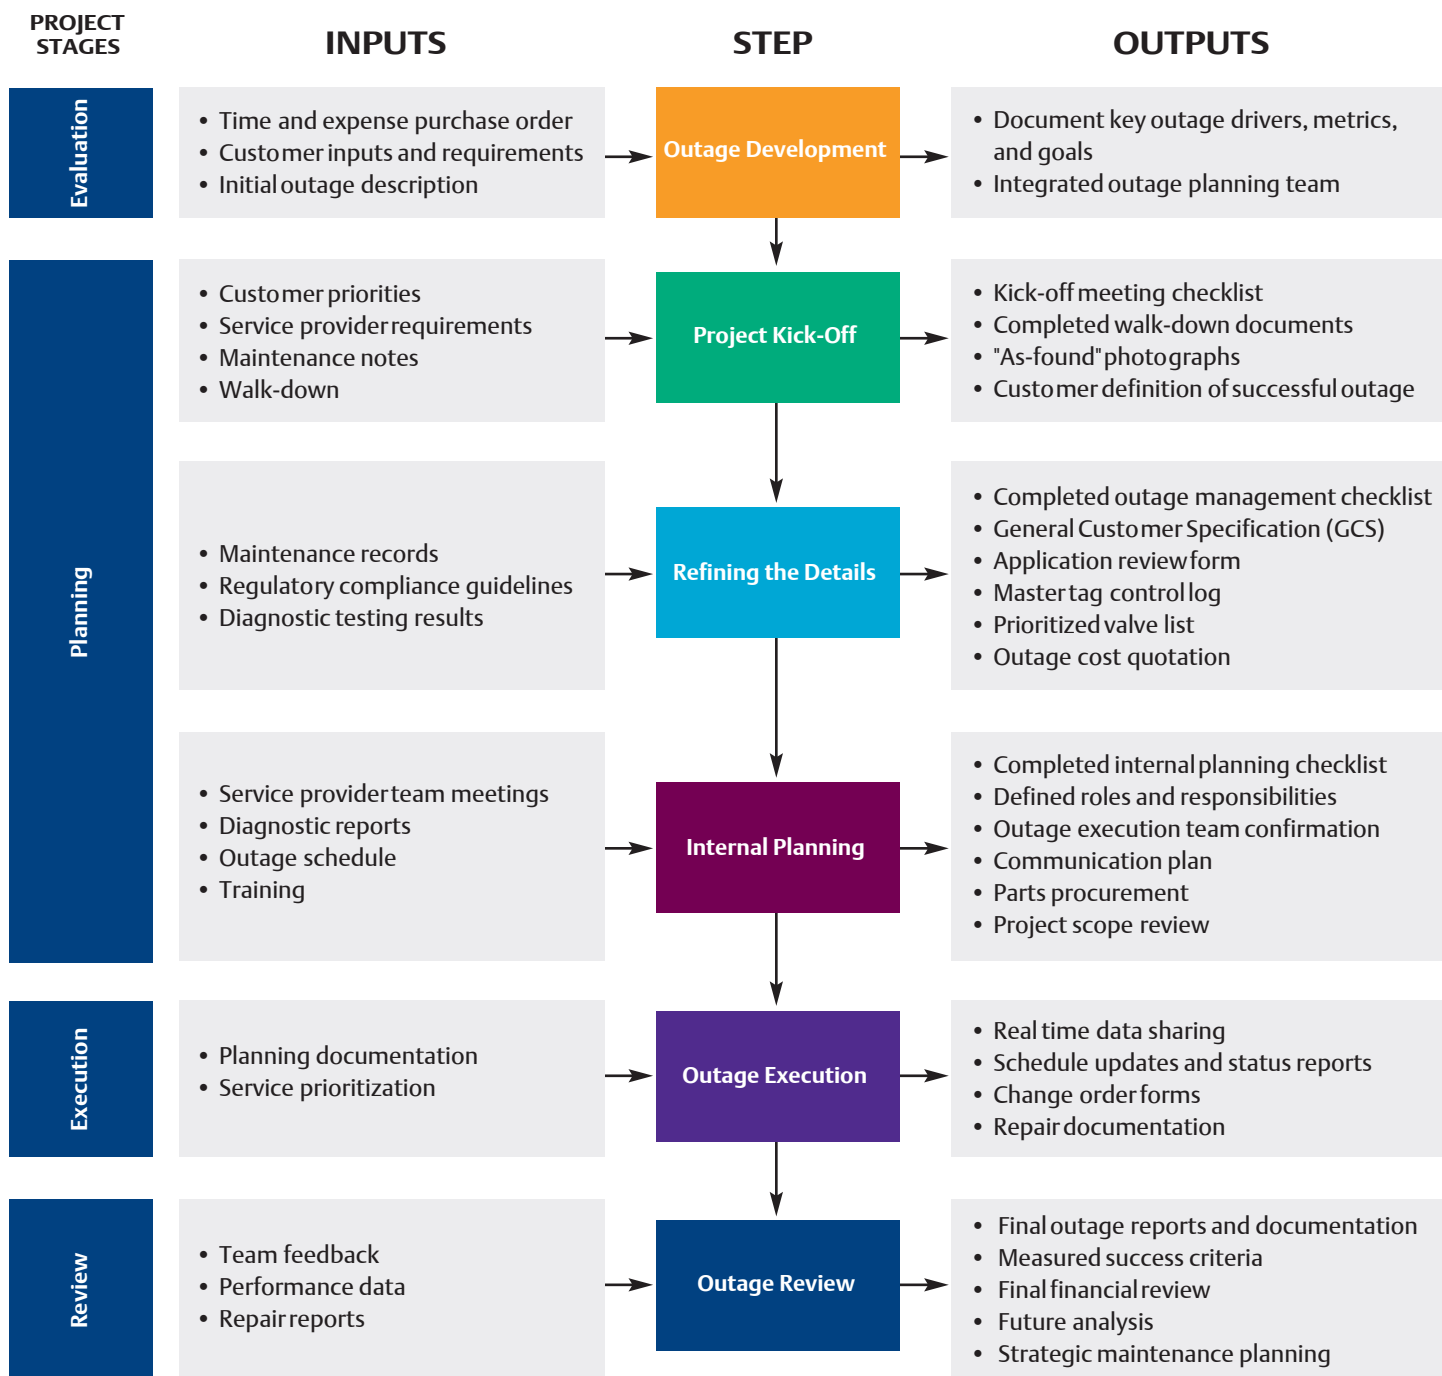 PROJECT
STAGES
INPUTS
STEP
OUTPUTS
Evaluation
• Time and expense purchase order
• Customer inputs and requirements
• Initial outage description
Outage Development
• Document key outage drivers, metrics,
and goals
• Integrated outage planning team
Planning
• Customer priorities
• Service provider requirements
• Maintenance notes
• Walk-down
Project Kick-Off
• Kick-off meeting checklist
• Completed walk-down documents
• "As-found" photographs
• Customer definition of successful outage
• Maintenance records
• Regulatory compliance guidelines
• Diagnostic testing results
Refining the Details
• Completed outage management checklist
• General Customer Specification (GCS)
• Application review form
• Master tag control log
• Prioritized valve list
• Outage cost quotation
• Service provider team meetings
• Diagnostic reports
• Outage schedule
• Training
Internal Planning
• Completed internal planning checklist
• Defined roles and responsibilities
• Outage execution team confirmation
• Communication plan
• Parts procurement
• Project scope review
Execution
• Planning documentation
• Service prioritization
Outage Execution
• Real time data sharing
• Schedule updates and status reports
• Change order forms
• Repair documentation
Review
• Team feedback
• Performance data
• Repair reports
Outage Review
• Final outage reports and documentation
• Measured success criteria
• Final financial review
• Future analysis
• Strategic maintenance planning